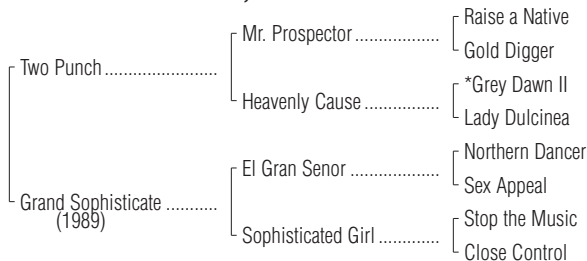 Raise a Native
Mr. Prospector ..................
Gold Digger
Two Punch ........................
*Grey Dawn II
Heavenly Cause ................
Lady Dulcinea
Northern Dancer
El Gran Senor ...................
Sex Appeal
Grand Sophisticate ...........
(1989)
Stop the Music
Sophisticated Girl .............
Close Control